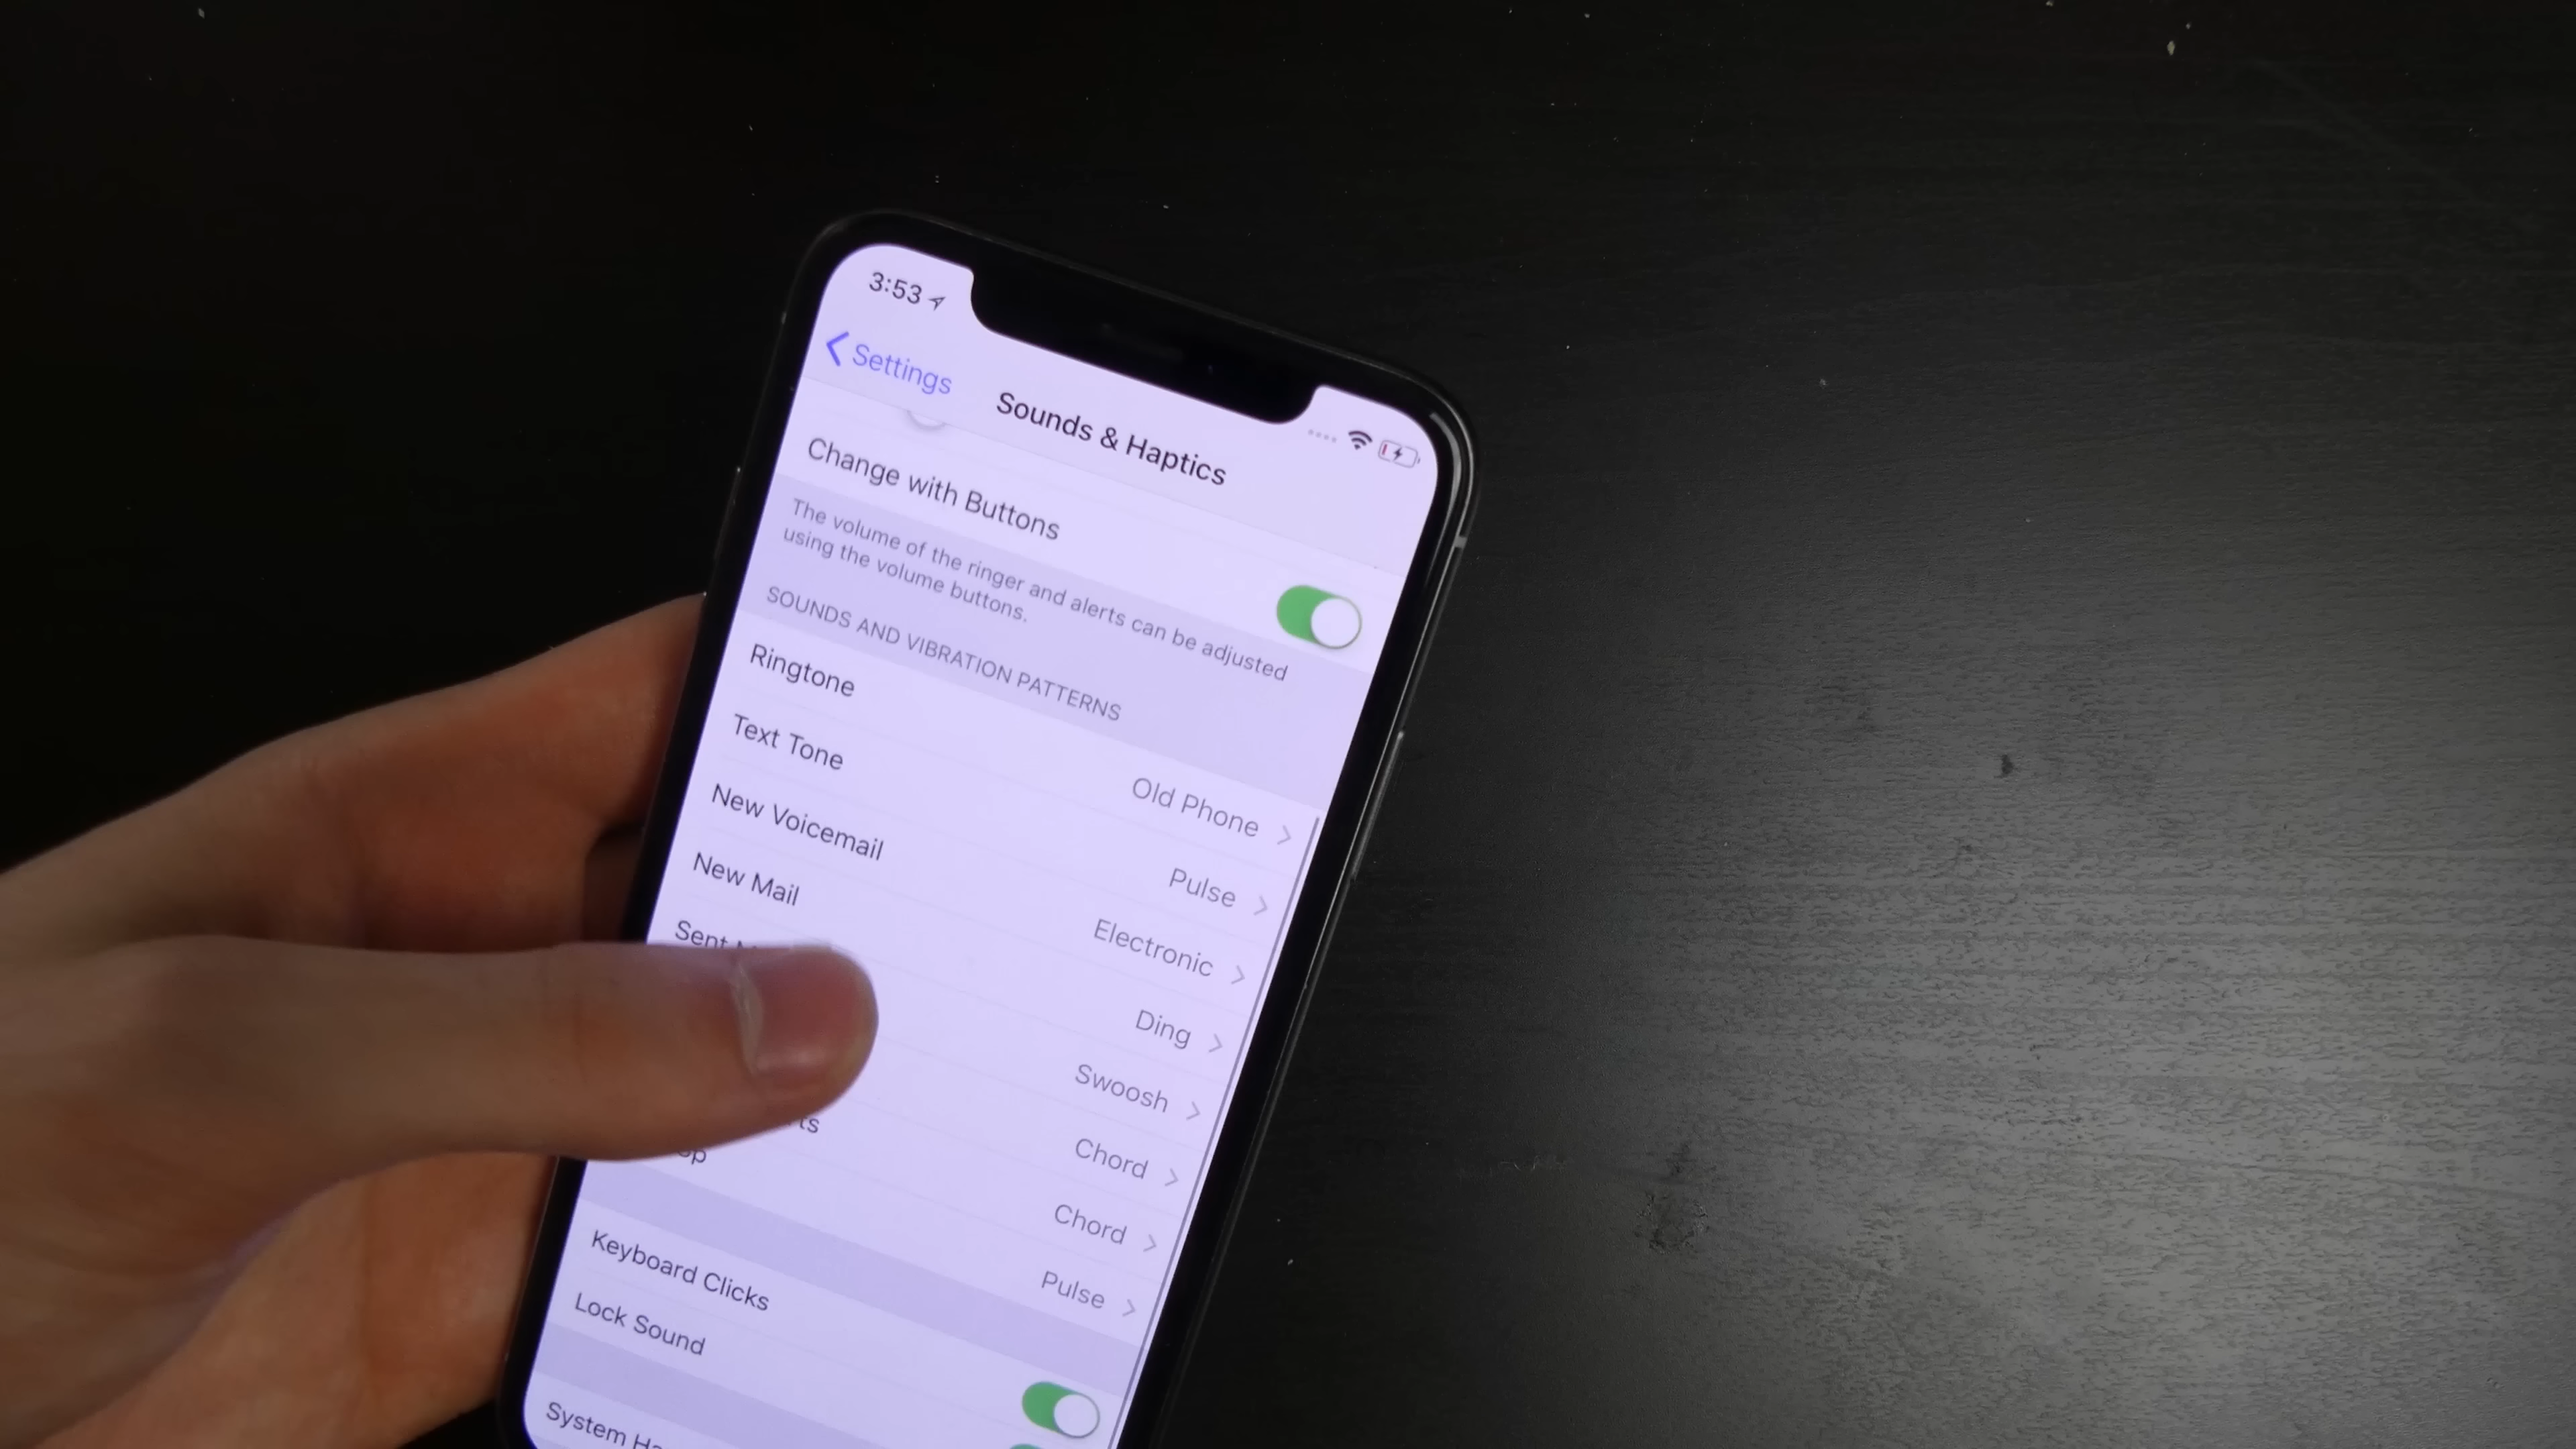 3:53
Settings
Sounds & Haptics
Change with Buttons
The volume of the ringer and alerts can be adjusted
using the volume buttons.
SOUNDS AND VIBRATION PATTERNS
Ringtone Old Phone
Text Tone Pulse
New Voicemail Electronic
New Mail Ding
Sent Swoosh
Chord
Chord
Pulse
Keyboard Clicks
Lock Sound
System